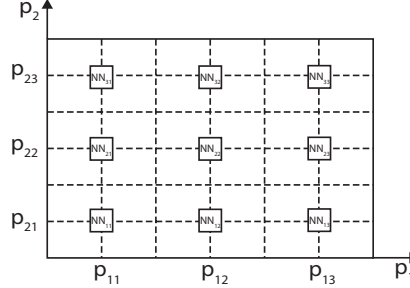 p₂
p₂₃ NN₃₁ NN₃₂ NN₃₃
p₂₂ NN₂₁ NN₂₂ NN₂₃
p₂₁ NN₁₁ NN₁₂ NN₁₃
p₁₁ p₁₂ p₁₃